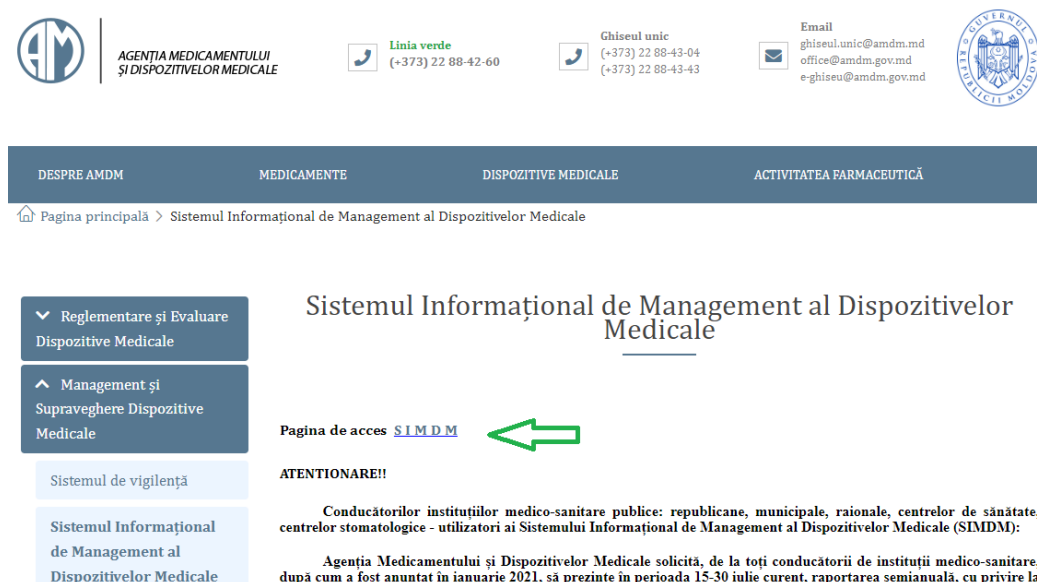 AM
AGENȚIA MEDICAMENTULUI
ȘI DISPOZITIVELOR MEDICALE
Linia verde
(+373) 22 88-42-60
Ghiseul unic
(+373) 22 88-43-04
(+373) 22 88-43-43
Email
ghiseul.unic@amdm.md
office@amdm.gov.md
e-ghiseu@amdm.gov.md
GUVERNUL REPUBLICII MOLDOVA
DESPRE AMDM
MEDICAMENTE
DISPOZITIVE MEDICALE
ACTIVITATEA FARMACEUTICĂ
Pagina principală > Sistemul Informațional de Management al Dispozitivelor Medicale
Reglementare și Evaluare
Dispozitive Medicale
Management și
Supraveghere Dispozitive
Medicale
Sistemul de vigilență
Sistemul Informațional
de Management al
Dispozitivelor Medicale
Sistemul Informațional de Management al Dispozitivelor
Medicale
Pagina de acces S I M D M
ATENTIONARE!!
Conducătorilor instituțiilor medico-sanitare publice: republicane, municipale, raionale, centrelor de sănătate,
centrelor stomatologice - utilizatori ai Sistemului Informațional de Management al Dispozitivelor Medicale (SIMDM):
Agenția Medicamentului și Dispozitivelor Medicale solicită, de la toți conducătorii de instituții medico-sanitare,
după cum a fost anuntat în ianuarie 2021, să prezinte în perioada 15-30 iulie curent, raportarea semianuală, cu privire la